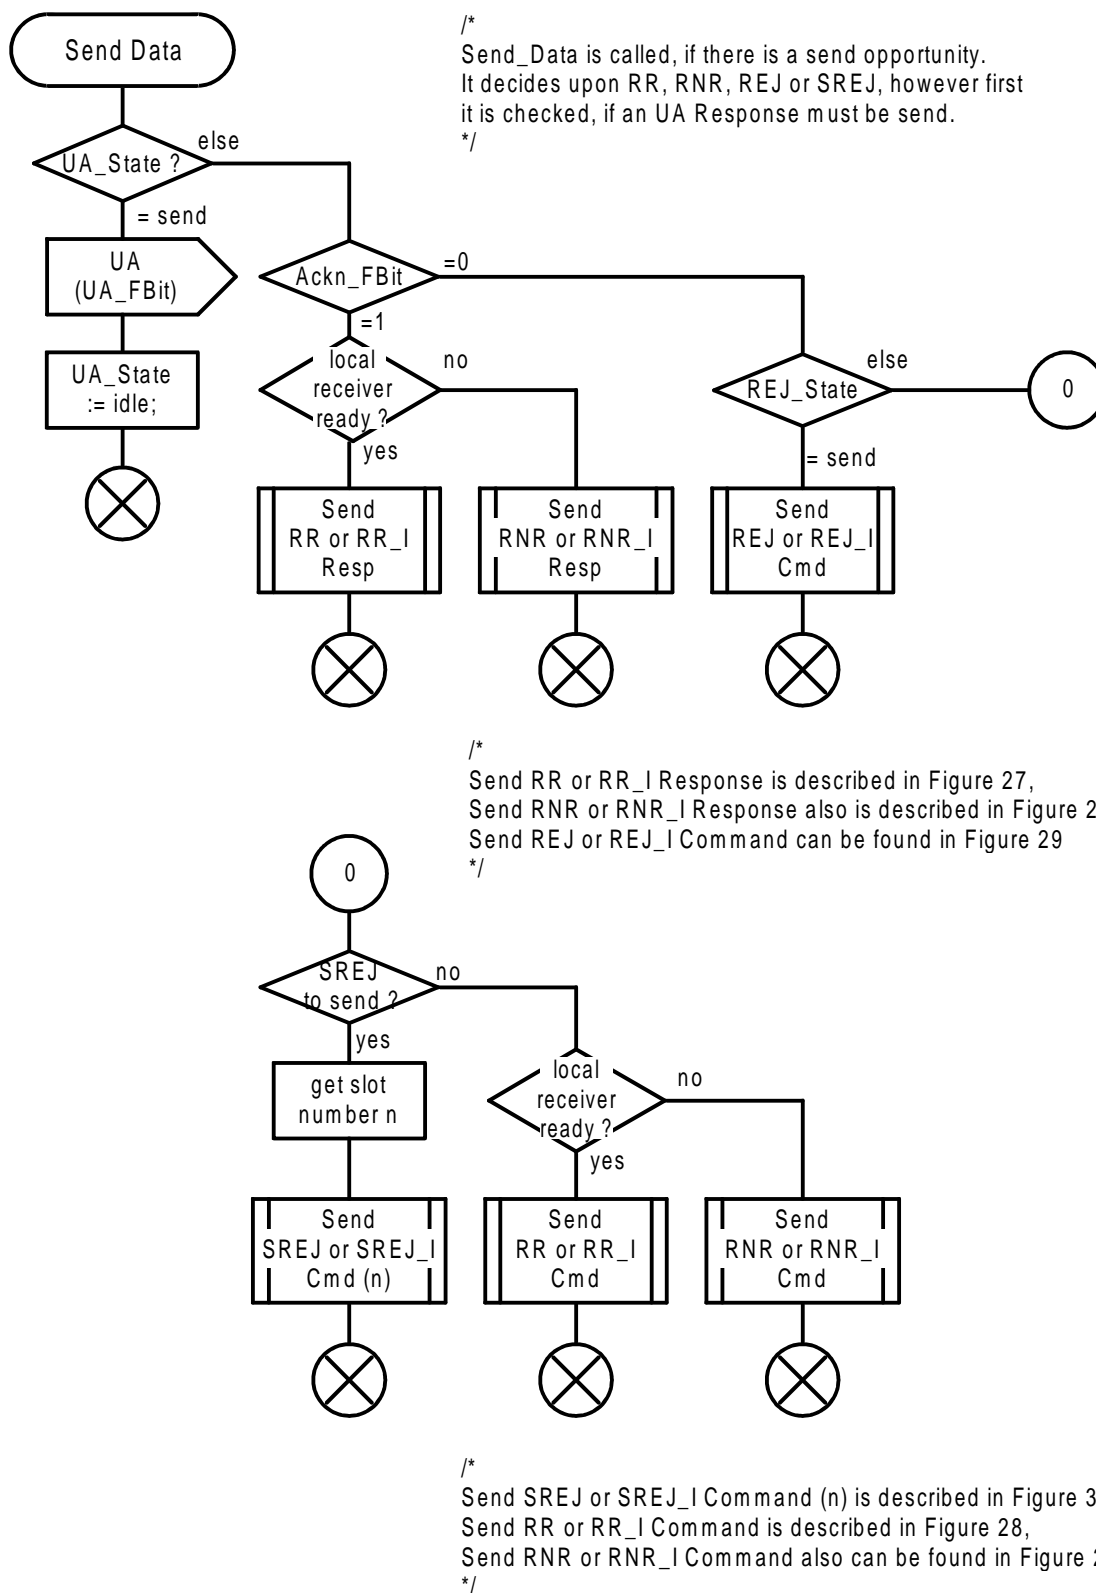 Send Data
/*
Send_Data is called, if there is a send opportunity.
It decides upon RR, RNR, REJ or SREJ, however first
it is checked, if an UA Response must be send.
*/
UA_State ?
else
= send
UA
(UA_FBit)
UA_State
:= idle;
Ackn_FBit
=0
=1
local
receiver
ready ?
no
yes
REJ_State
else
0
= send
Send
RR or RR_I
Resp
Send
RNR or RNR_I
Resp
Send
REJ or REJ_I
Cmd
/*
Send RR or RR_I Response is described in Figure 27,
Send RNR or RNR_I Response also is described in Figure
Send REJ or REJ_I Command can be found in Figure 29
*/
0
SREJ
to send ?
no
yes
get slot
number n
local
receiver
ready ?
no
yes
Send
SREJ or SREJ_I
Cmd (n)
Send
RR or RR_I
Cmd
Send
RNR or RNR_I
Cmd
/*
Send SREJ or SREJ_I Command (n) is described in Figure
Send RR or RR_I Command is described in Figure 28,
Send RNR or RNR_I Command also can be found in Figure
*/